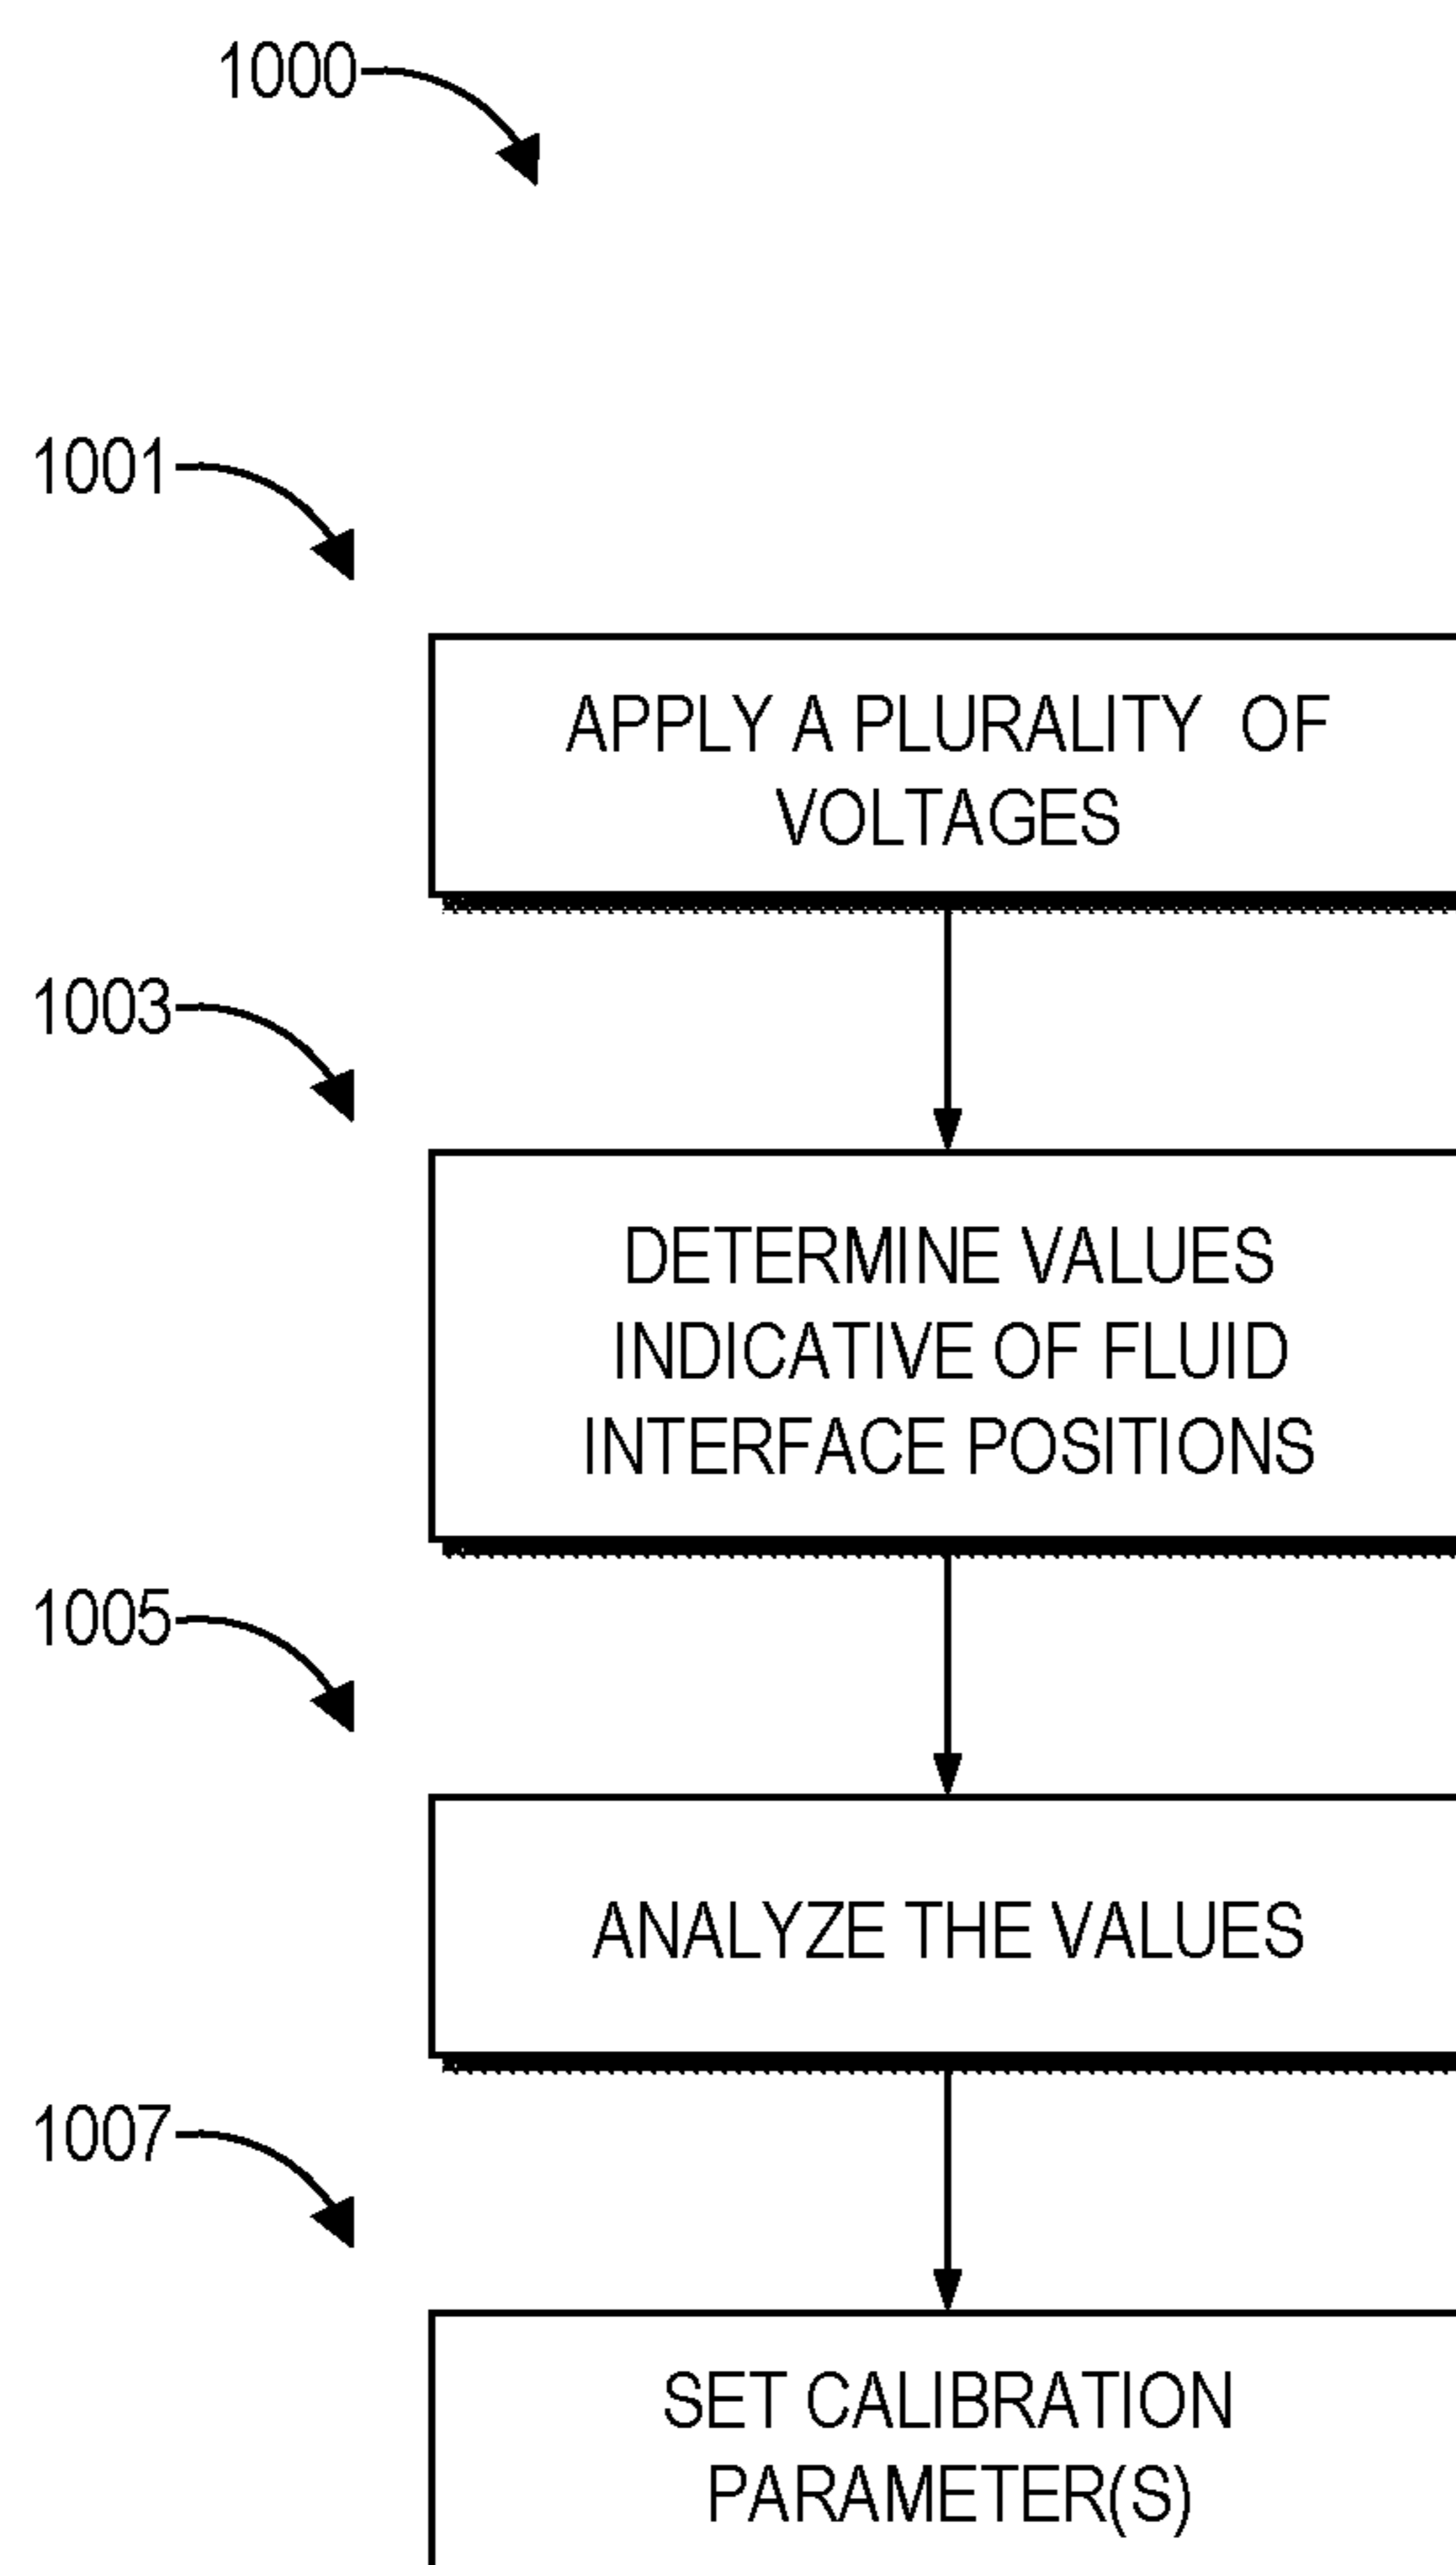 1000
1001
APPLY A PLURALITY OF
VOLTAGES
1003
DETERMINE VALUES
INDICATIVE OF FLUID
INTERFACE POSITIONS
1005
ANALYZE THE VALUES
1007
SET CALIBRATION
PARAMETER(S)